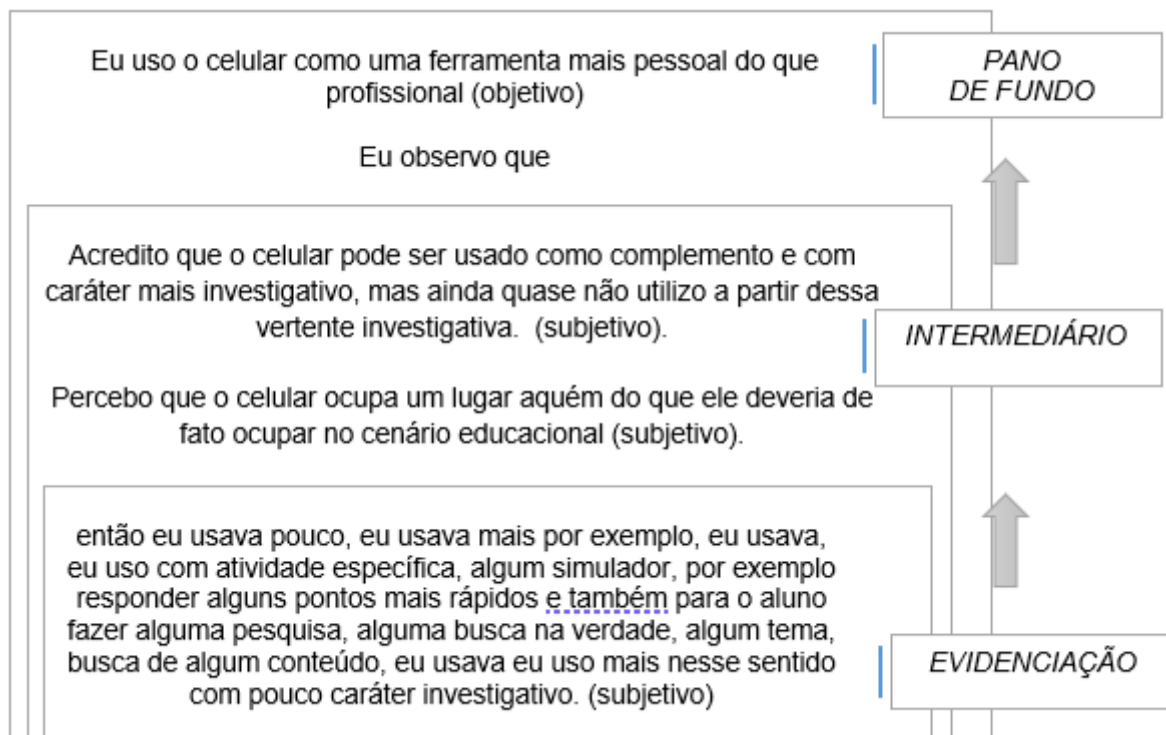 Eu uso o celular como uma ferramenta mais pessoal do que
profissional (objetivo)
PANO
DE FUNDO
Eu observo que
Acredito que o celular pode ser usado como complemento e com
caráter mais investigativo, mas ainda quase não utilizo a partir dessa
vertente investigativa.  (subjetivo).
INTERMEDIÁRIO
Percebo que o celular ocupa um lugar aquém do que ele deveria de
fato ocupar no cenário educacional (subjetivo).
então eu usava pouco, eu usava mais por exemplo, eu usava,
eu uso com atividade específica, algum simulador, por exemplo
responder alguns pontos mais rápidos e também para o aluno
fazer alguma pesquisa, alguma busca na verdade, algum tema,
busca de algum conteúdo, eu usava eu uso mais nesse sentido
com pouco caráter investigativo. (subjetivo)
EVIDENCIAÇÃO